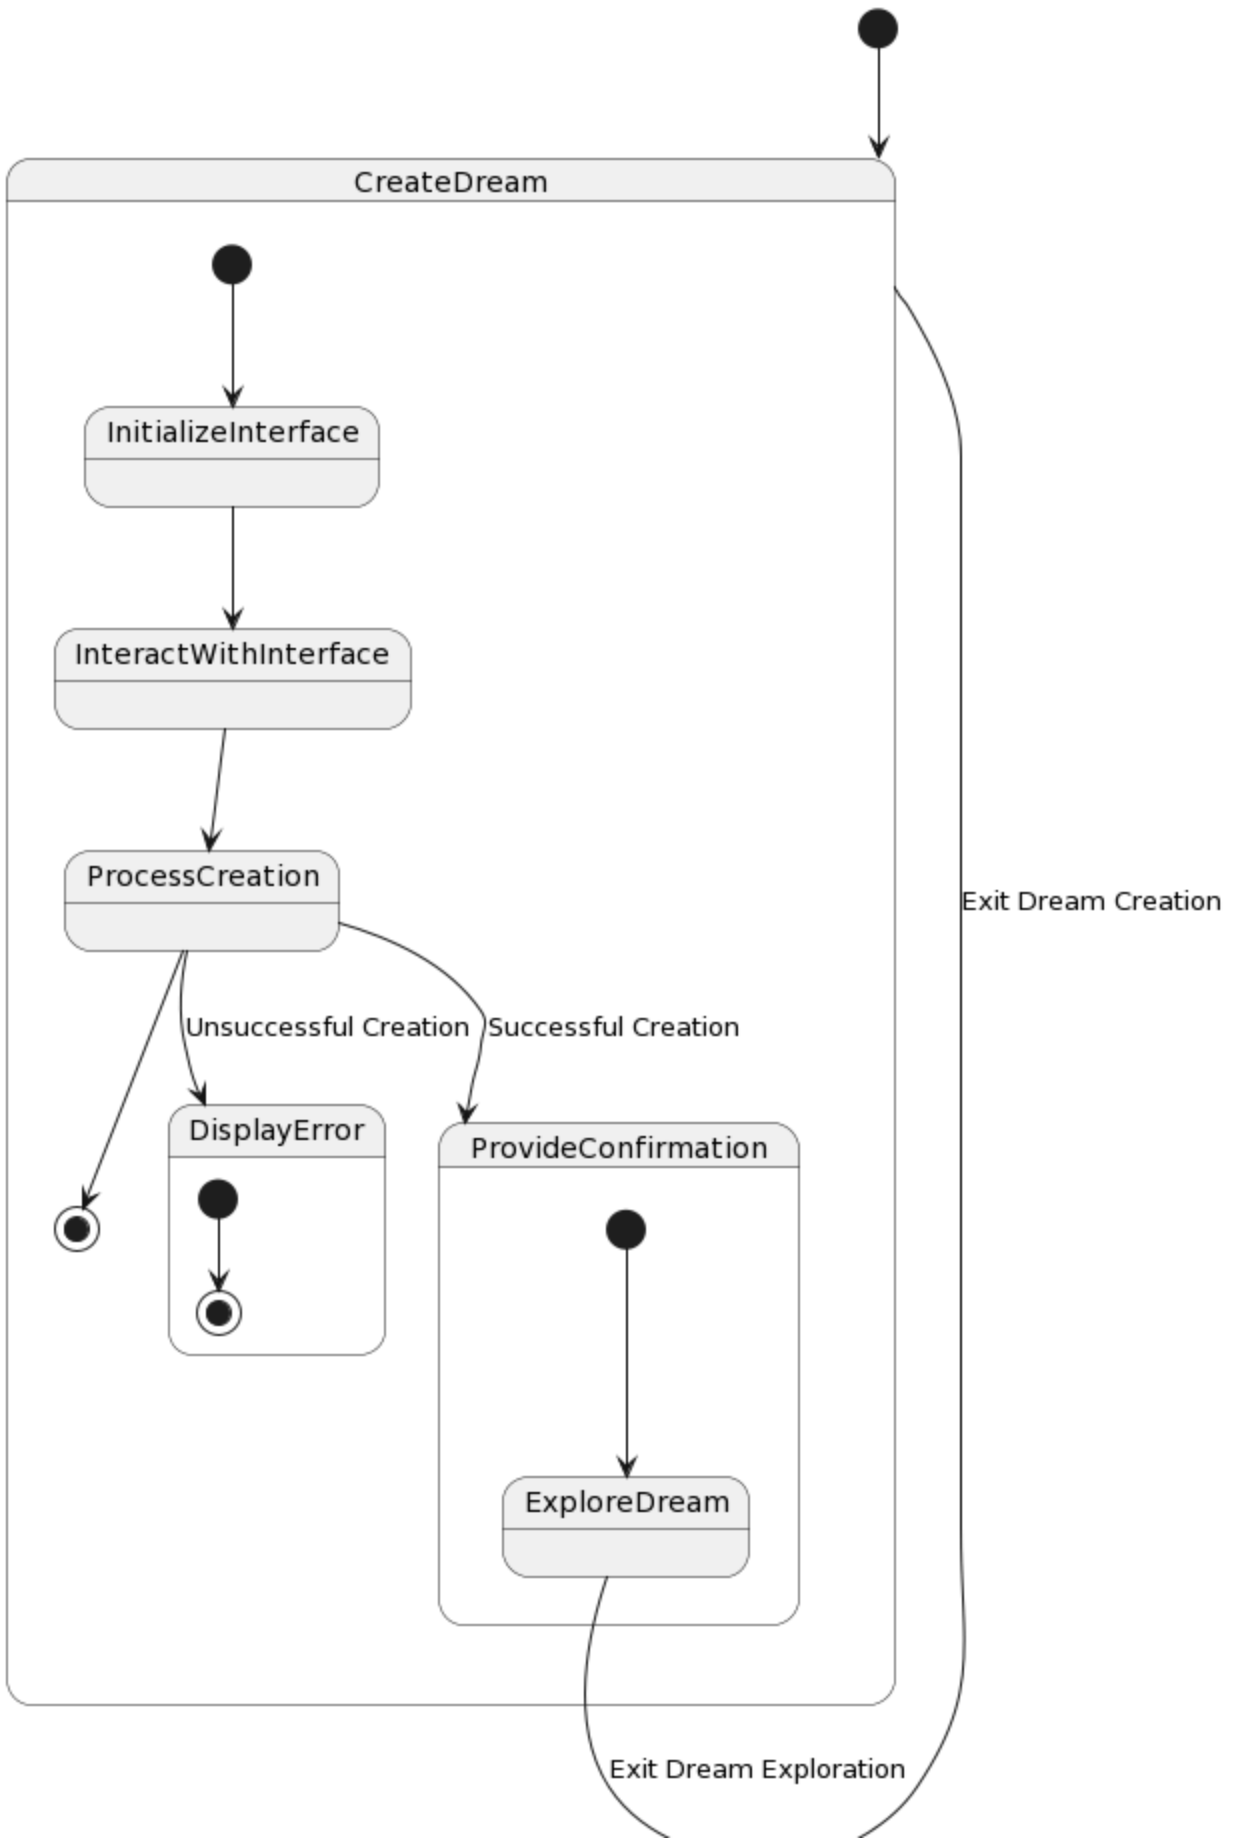 CreateDream
InitializeInterface
InteractWithInterface
ProcessCreation
Exit Dream Creation
Unsuccessful Creation
Successful Creation
DisplayError
ProvideConfirmation
ExploreDream
Exit Dream Exploration